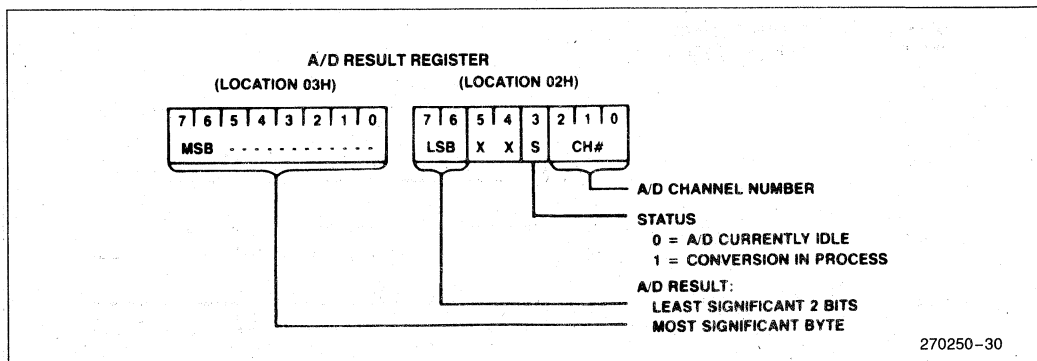 A/D RESULT REGISTER
(LOCATION 03H) (LOCATION 02H)
7 6 5 4 3 2 1 0 7 6 5 4 3 2 1 0
MSB - - - - - - - - - - - - LSB X X S CH#
A/D CHANNEL NUMBER
STATUS
0 = A/D CURRENTLY IDLE
1 = CONVERSION IN PROCESS
A/D RESULT:
LEAST SIGNIFICANT 2 BITS
MOST SIGNIFICANT BYTE
270250-30